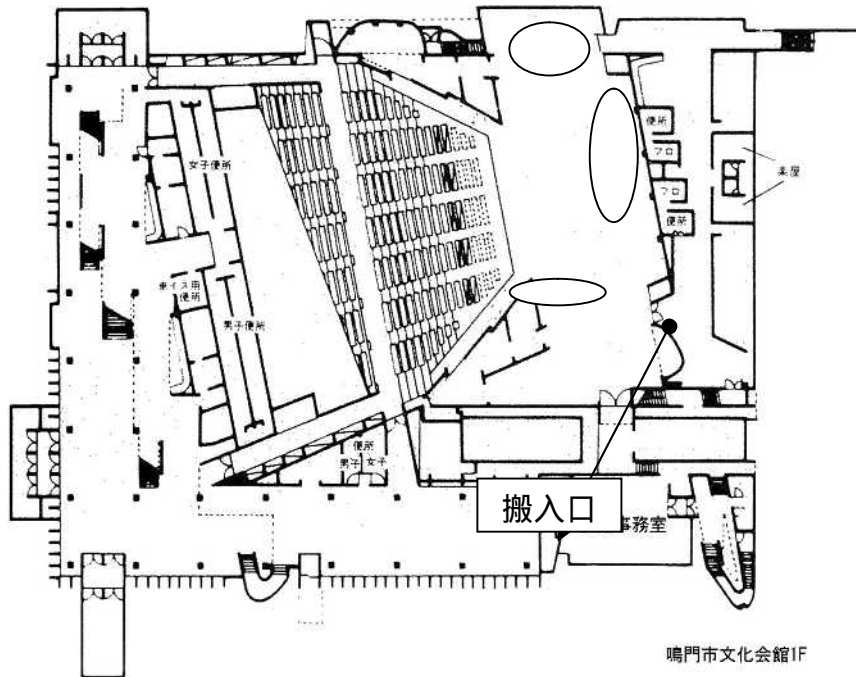 便所
フロ
フロ
便所
楽屋
女子便所
車イス用
便所
男子便所
便所
男子
女子
搬入口
事務室
鳴門市文化会館1F